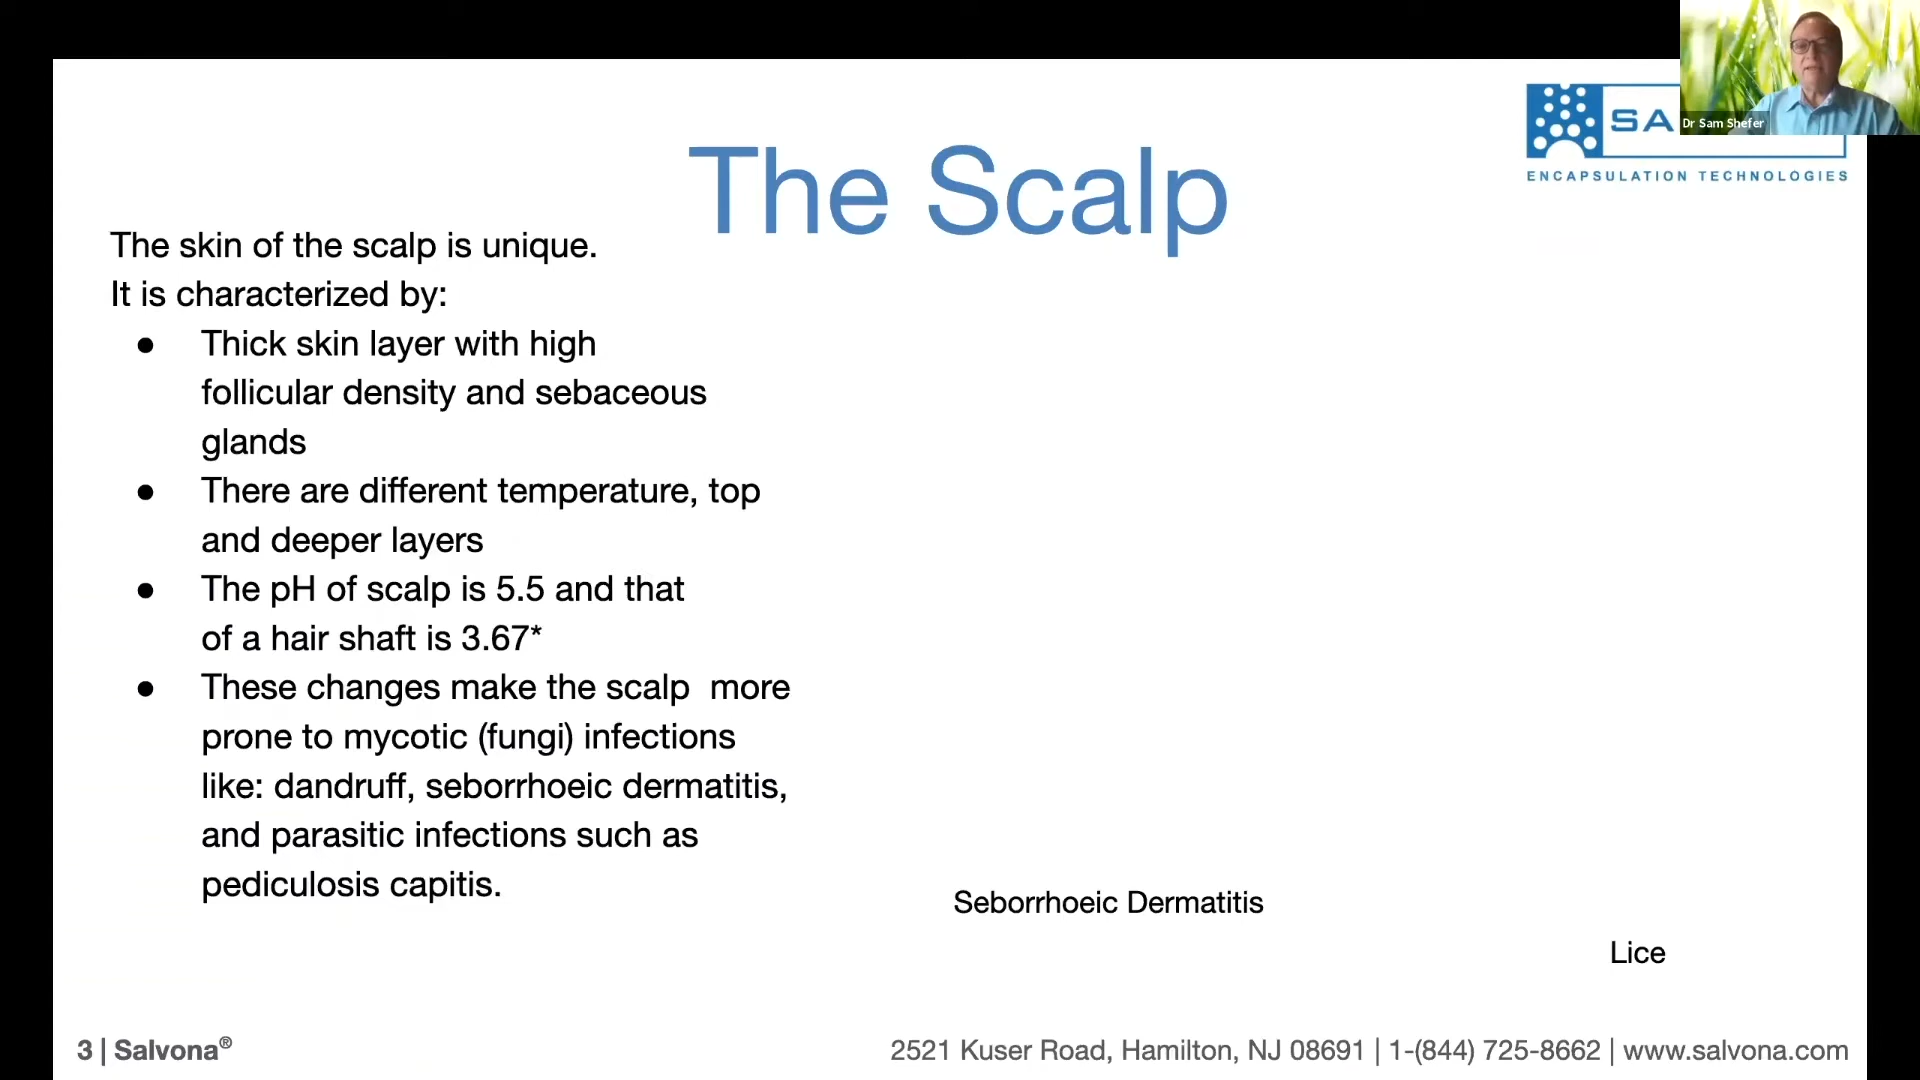 Dr Sam Shefer
SA
ENCAPSULATION TECHNOLOGIES
The Scalp
The skin of the scalp is unique.
It is characterized by:
● Thick skin layer with high
follicular density and sebaceous
glands
● There are different temperature, top
and deeper layers
● The pH of scalp is 5.5 and that
of a hair shaft is 3.67*
● These changes make the scalp  more
prone to mycotic (fungi) infections
like: dandruff, seborrhoeic dermatitis,
and parasitic infections such as
pediculosis capitis.
Seborrhoeic Dermatitis
Lice
3 | Salvona®
2521 Kuser Road, Hamilton, NJ 08691 | 1-(844) 725-8662 | www.salvona.com